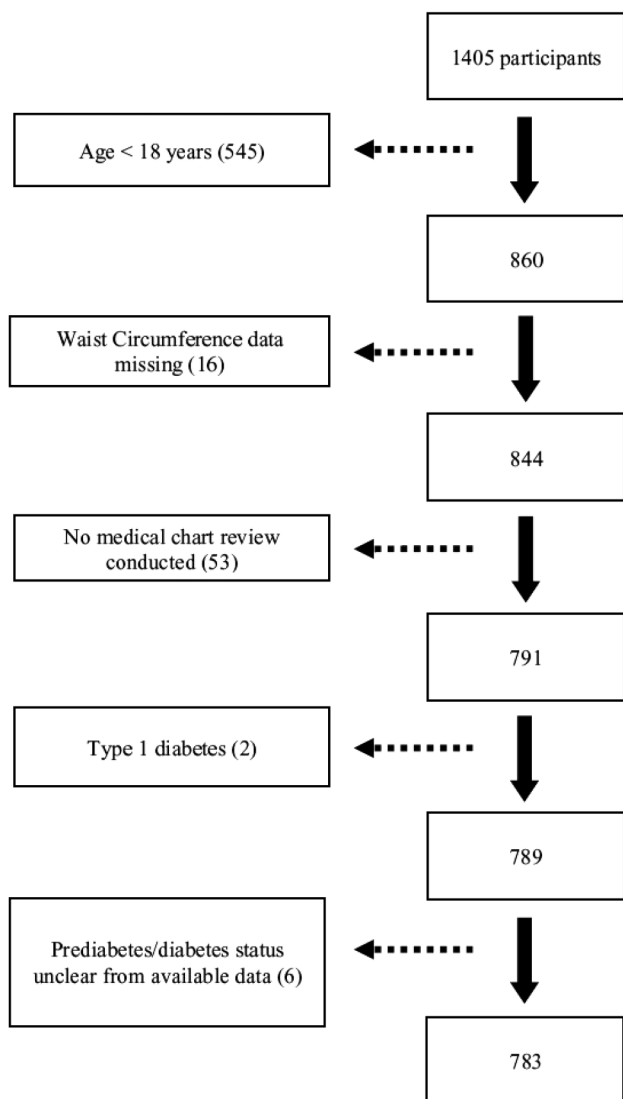 1405 participants
Age < 18 years (545)
860
Waist Circumference data
missing (16)
844
No medical chart review
conducted (53)
791
Type 1 diabetes (2)
789
Prediabetes/diabetes status
unclear from available data (6)
783